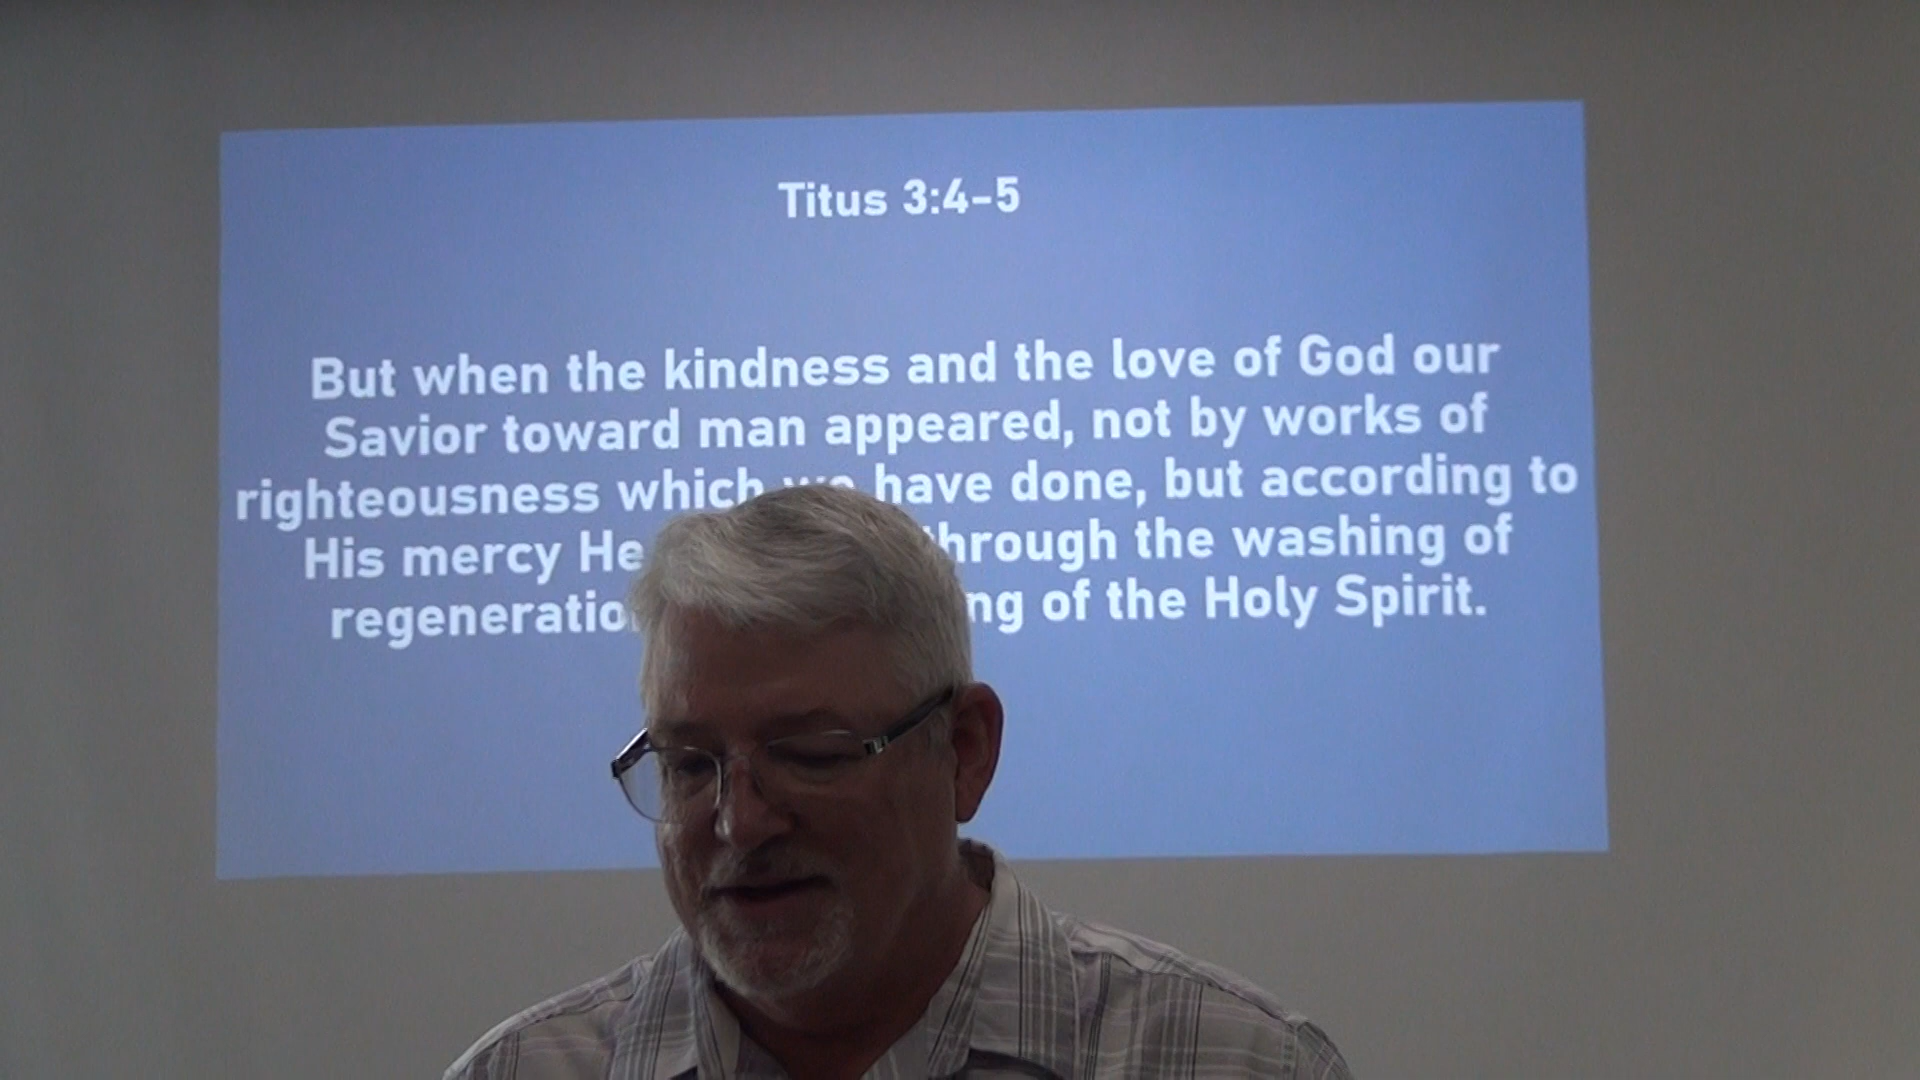 Titus 3:4-5
But when the kindness and the love of God our
Savior toward man appeared, not by works of
righteousness which have done, but according to
His mercy He through the washing of
of the Holy Spirit.